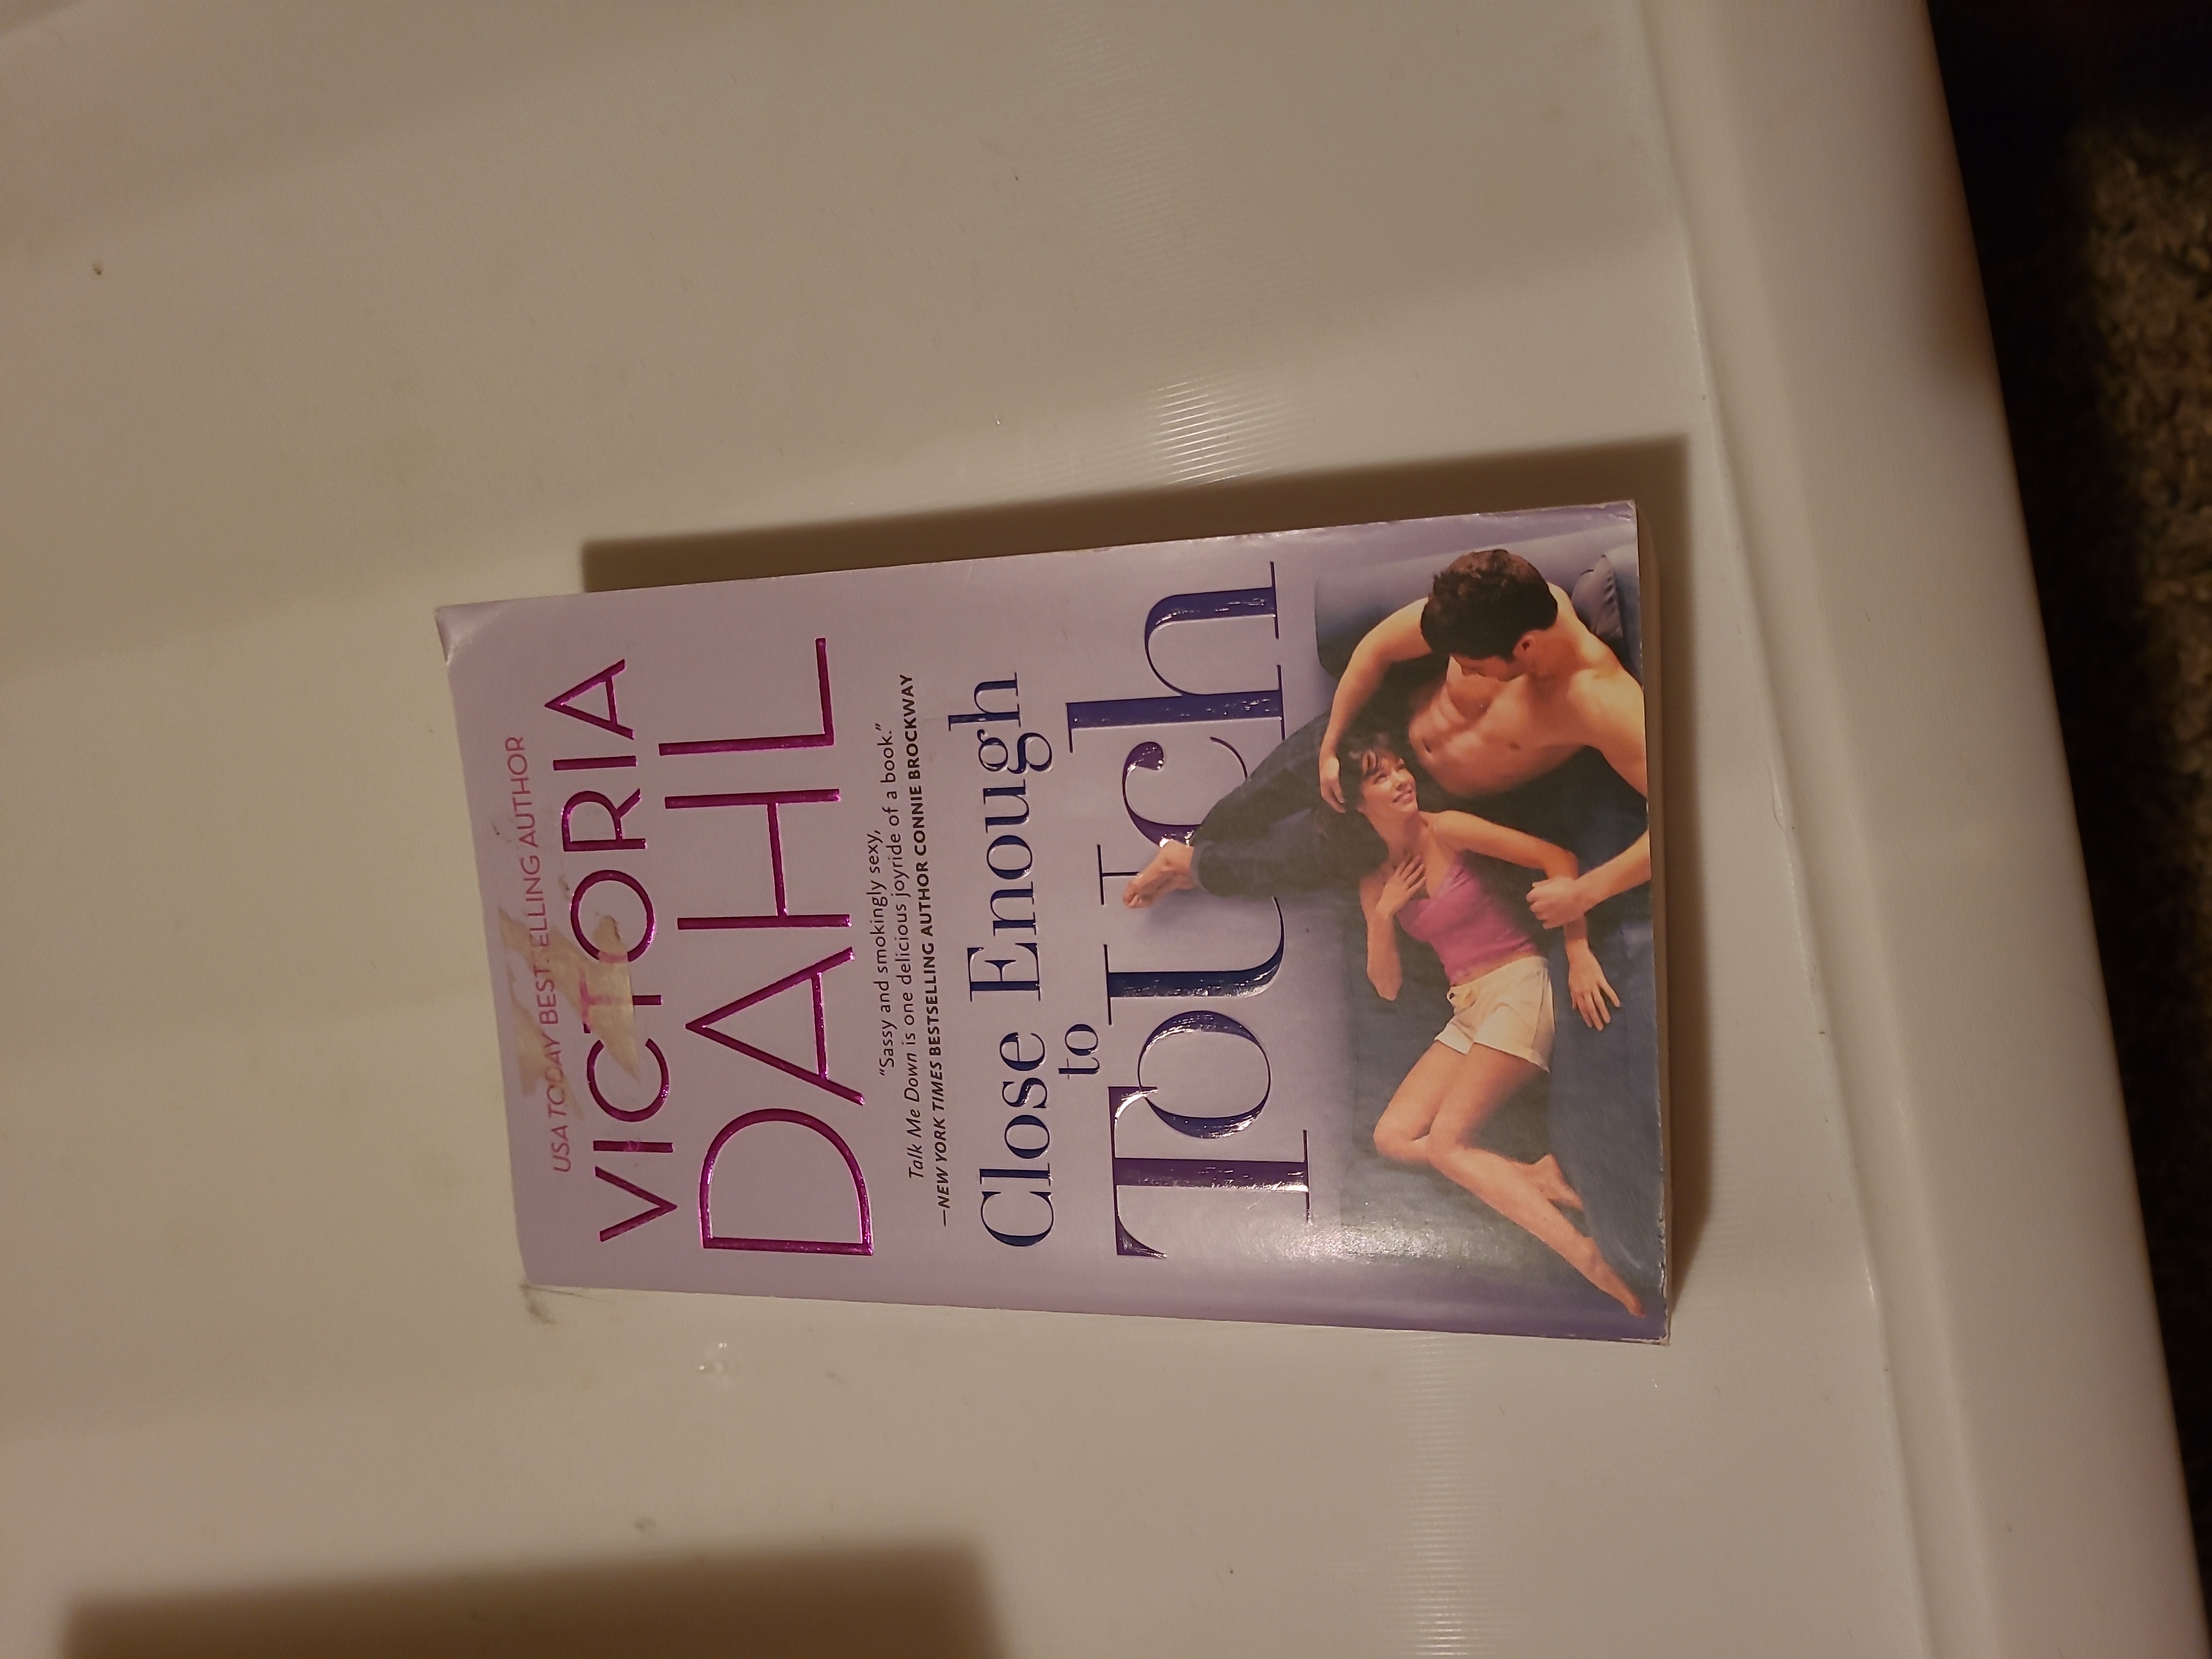 USA TODAY BESTSELLING AUTHOR
VICTORIA
DAHL
“Sassy and smokingly sexy,
Talk Me Down is one delicious joyride of a book.”
—NEW YORK TIMES BESTSELLING AUTHOR CONNIE BROCKWAY
Close Enough
to
Touch